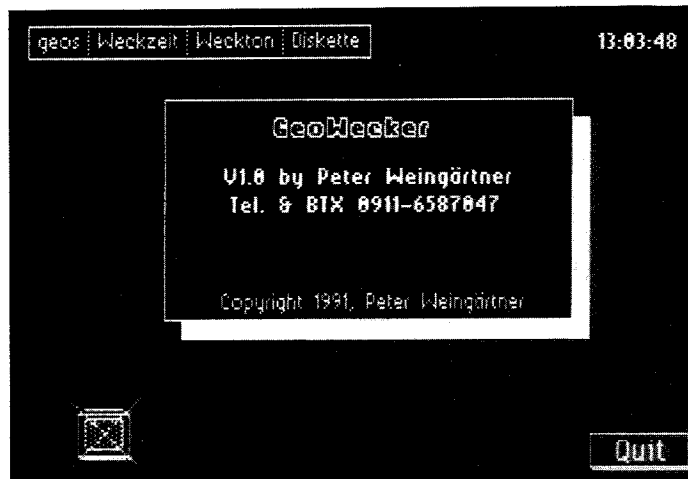 geos Weckzeit Weckton Diskette 13:03:48
GeoWecker
V1.0 by Peter Weingärtner
Tel. & BTX 0911-6587047
Copyright 1991, Peter Weingärtner
Quit